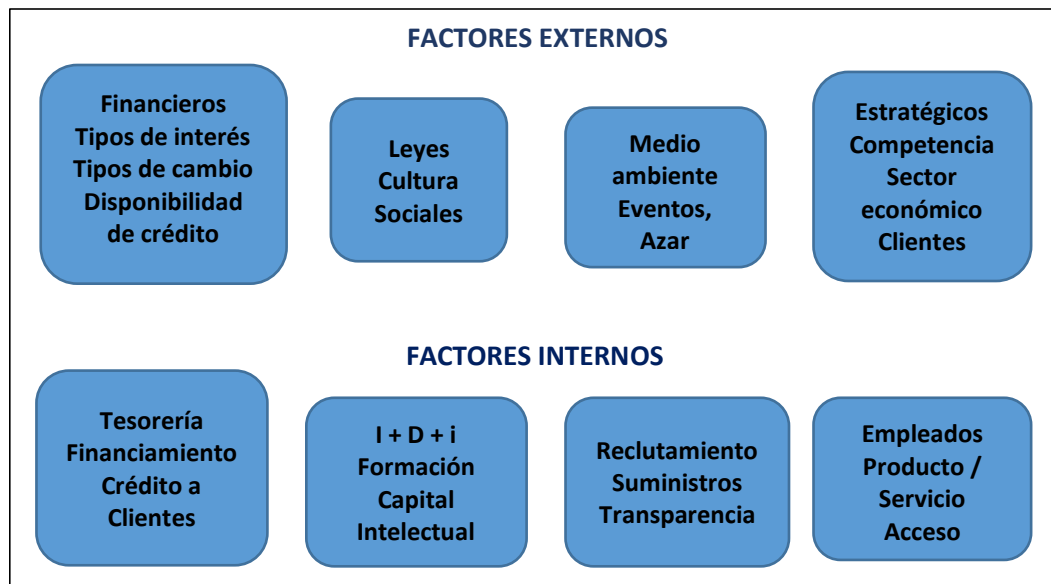 FACTORES EXTERNOS
Financieros
Tipos de interés
Tipos de cambio
Disponibilidad
de crédito
Leyes
Cultura
Sociales
Medio
ambiente
Eventos,
Azar
Estratégicos
Competencia
Sector
económico
Clientes
FACTORES INTERNOS
Tesorería
Financiamiento
Crédito a
Clientes
I + D + i
Formación
Capital
Intelectual
Reclutamiento
Suministros
Transparencia
Empleados
Producto /
Servicio
Acceso